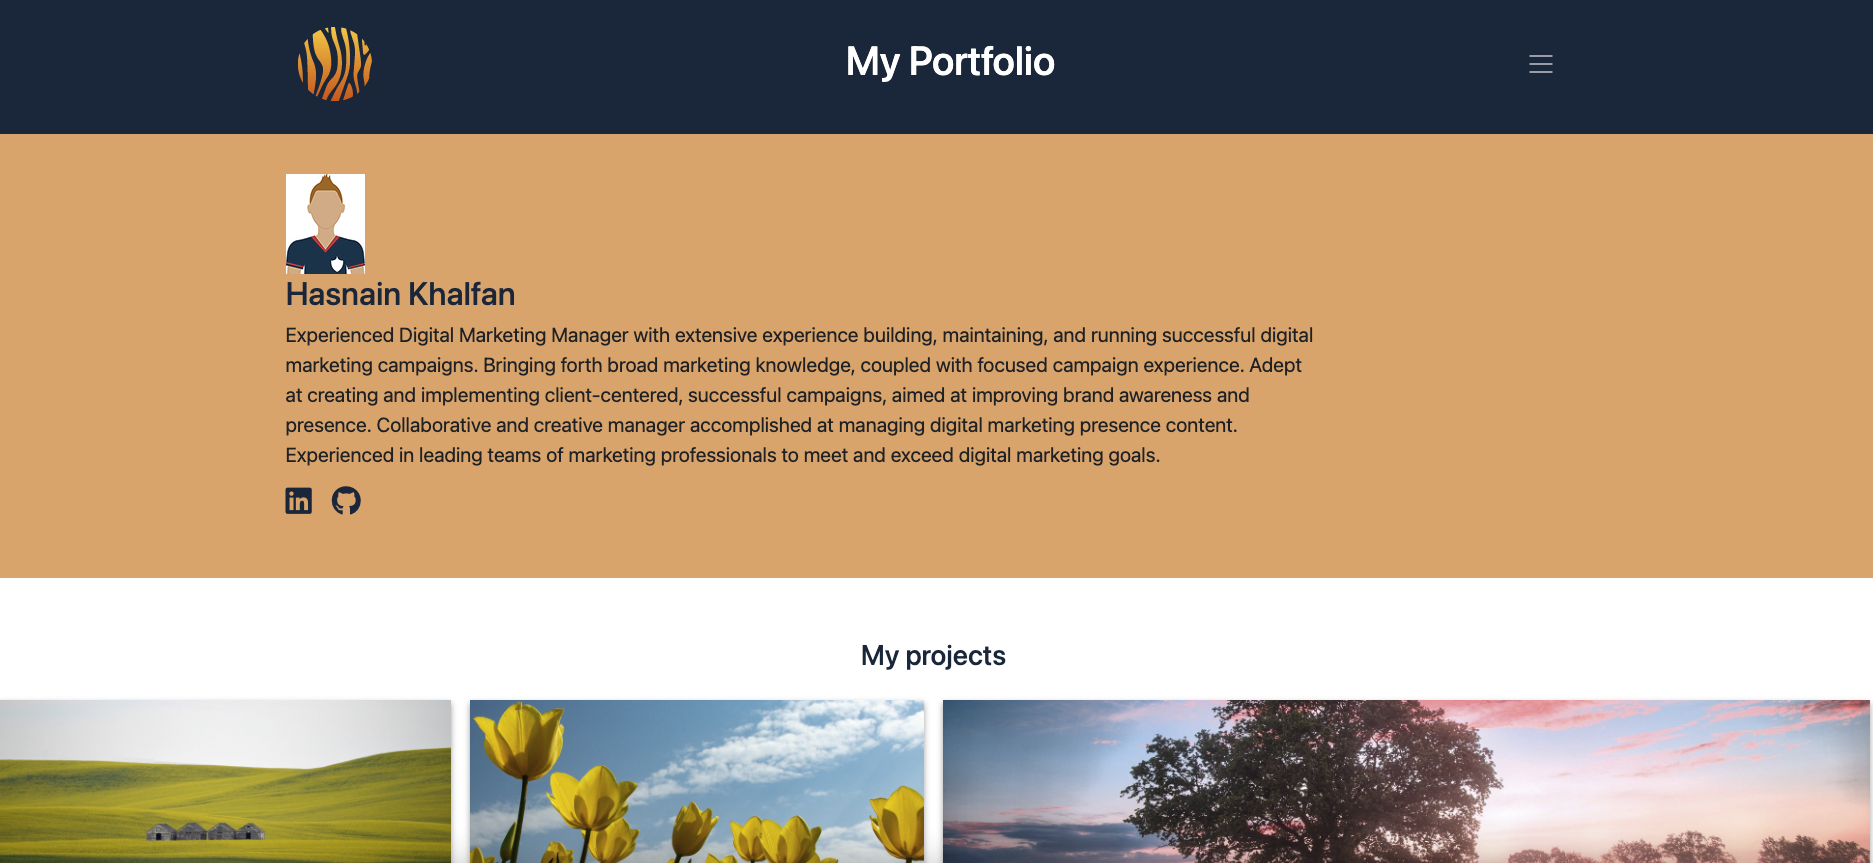 My Portfolio
Hasnain Khalfan
Experienced Digital Marketing Manager with extensive experience building, maintaining, and running successful digital
marketing campaigns. Bringing forth broad marketing knowledge, coupled with focused campaign experience. Adept
at creating and implementing client-centered, successful campaigns, aimed at improving brand awareness and
presence. Collaborative and creative manager accomplished at managing digital marketing presence content.
Experienced in leading teams of marketing professionals to meet and exceed digital marketing goals.
in
My projects